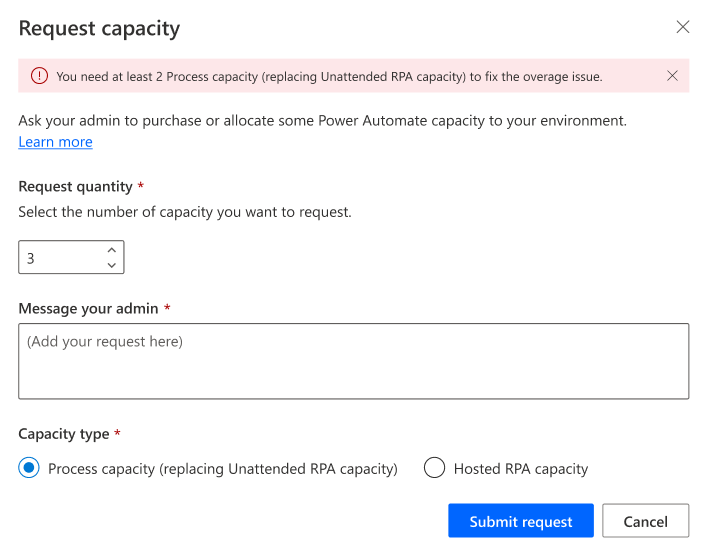 Request capacity
You need at least 2 Process capacity (replacing Unattended RPA capacity) to fix the overage issue.
Ask your admin to purchase or allocate some Power Automate capacity to your environment.
Learn more
Request quantity *
Select the number of capacity you want to request.
3
Message your admin *
(Add your request here)
Capacity type *
Process capacity (replacing Unattended RPA capacity) Hosted RPA capacity
Submit request Cancel